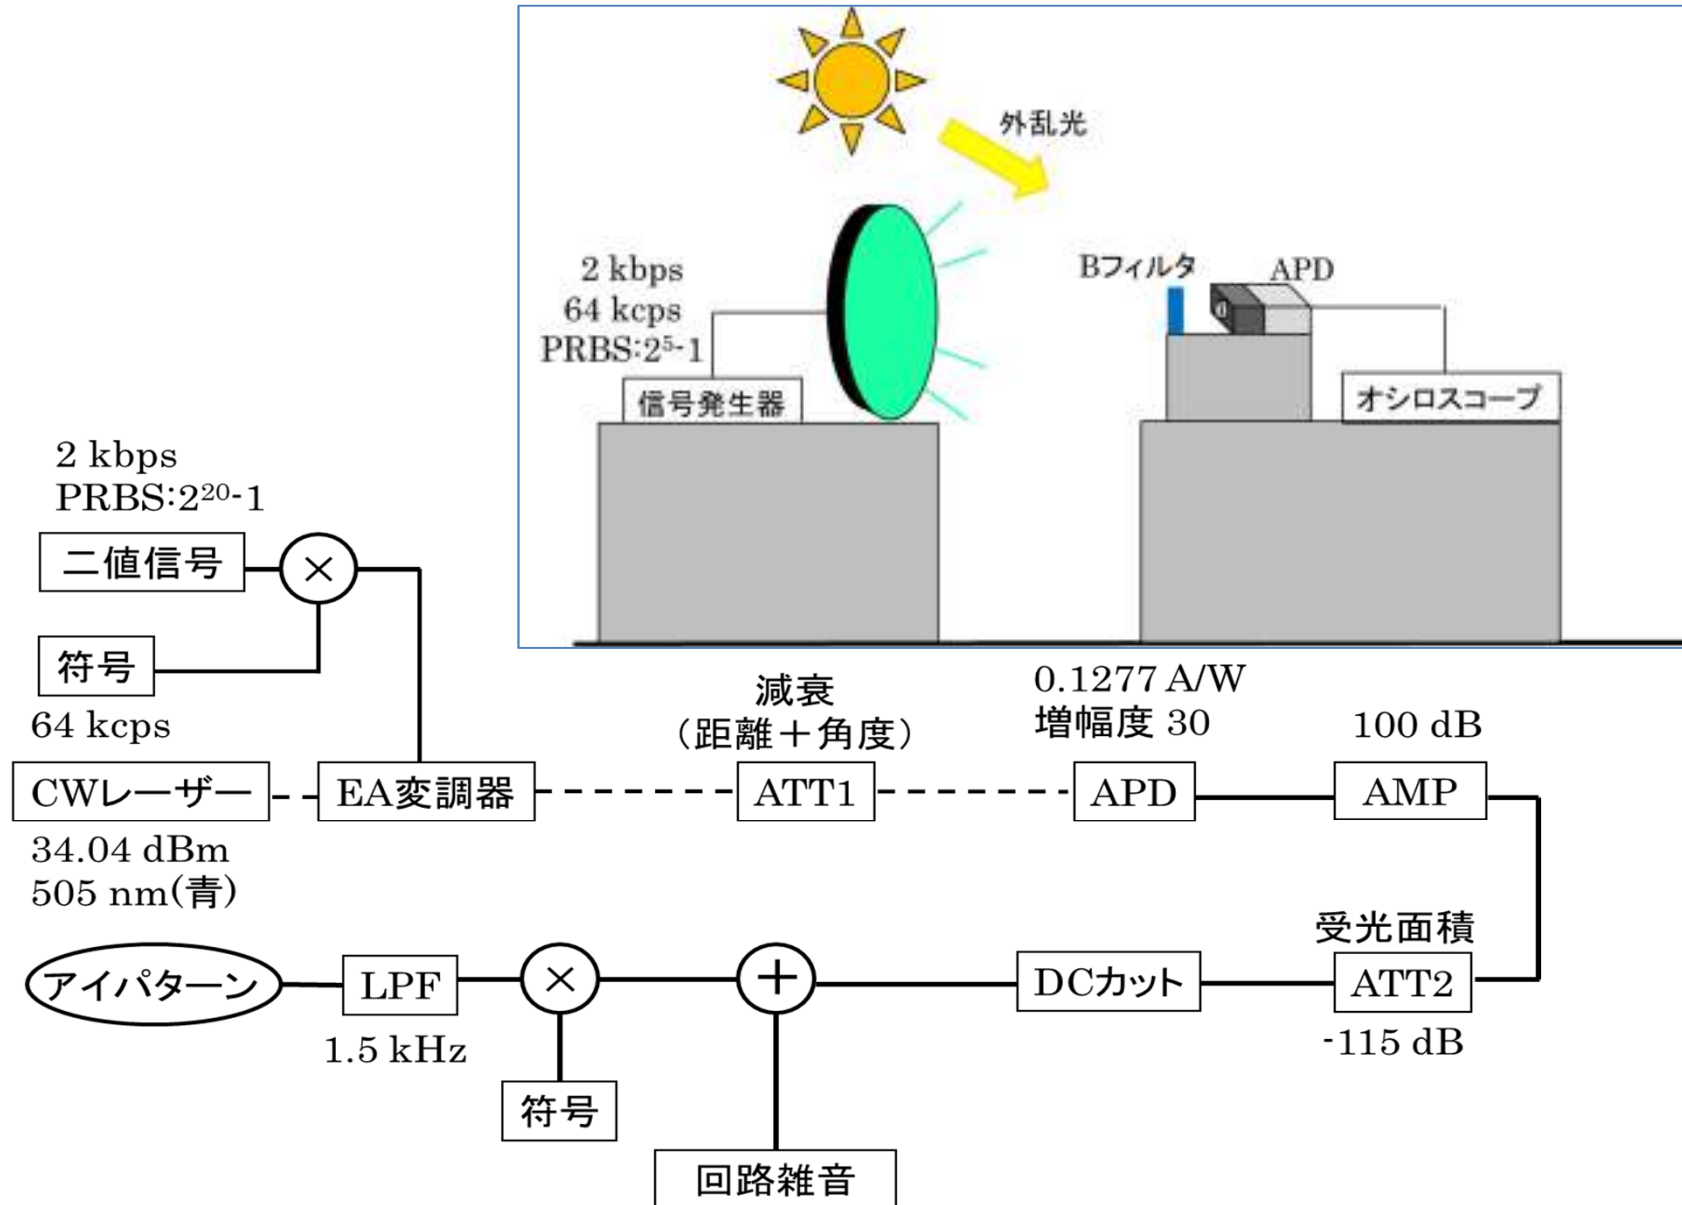 外乱光
2 kbps
64 kcps
PRBS:2⁵-1
信号発生器
Bフィルタ
APD
オシロスコープ
2 kbps
PRBS:2²⁰-1
二値信号
×
符号
64 kcps
CWレーザー
34.04 dBm
505 nm(青)
EA変調器
減衰
（距離＋角度）
ATT1
0.1277 A/W
増幅度 30
APD
100 dB
AMP
受光面積
ATT2
-115 dB
DCカット
+
回路雑音
×
符号
LPF
1.5 kHz
アイパターン